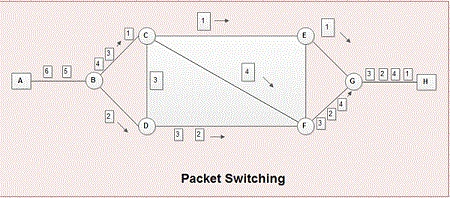 1 1
1 C E
3
4
6 5 3 4
A B G 3 2 4 1 H
4
2 2
D 3 2 F 3
Packet Switching